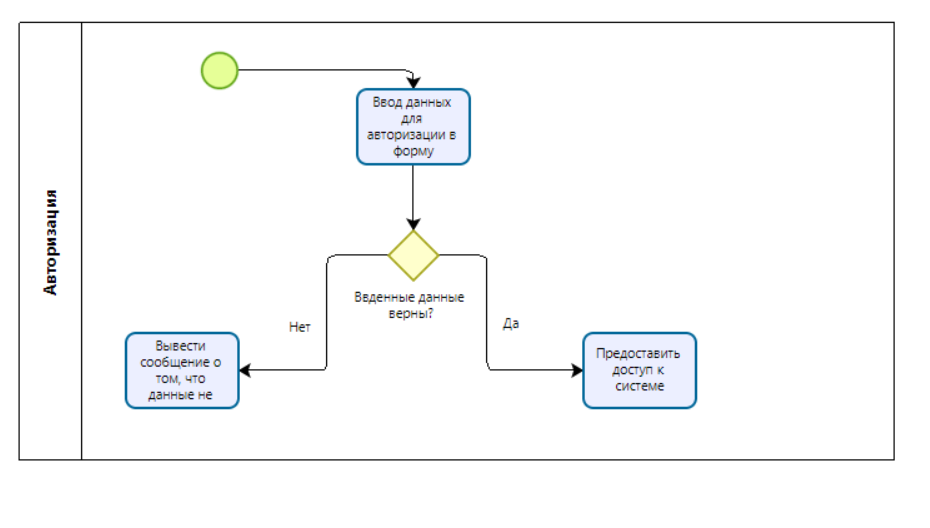 Авторизация
Ввод данных
для
авторизации в
форму
Ввденные данные
верны?
Нет
Да
Вывести
сообщение о
том, что
данные не
Предоставить
доступ к
системе